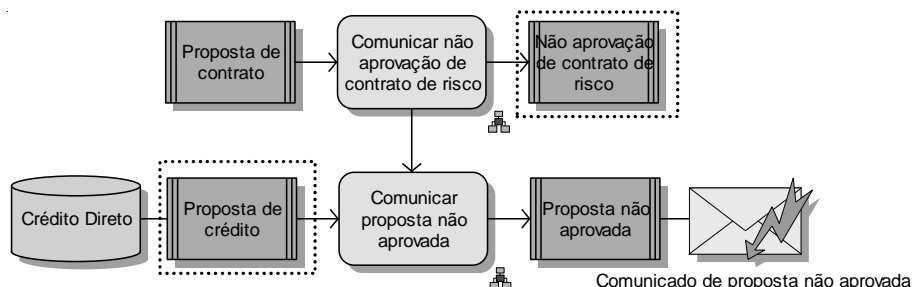 Proposta de
contrato
Comunicar não
aprovação de
contrato de risco
Não aprovação
de contrato de
risco
Crédito Direto
Proposta de
crédito
Comunicar
proposta não
aprovada
Proposta não
aprovada
Comunicado de proposta não aprovada